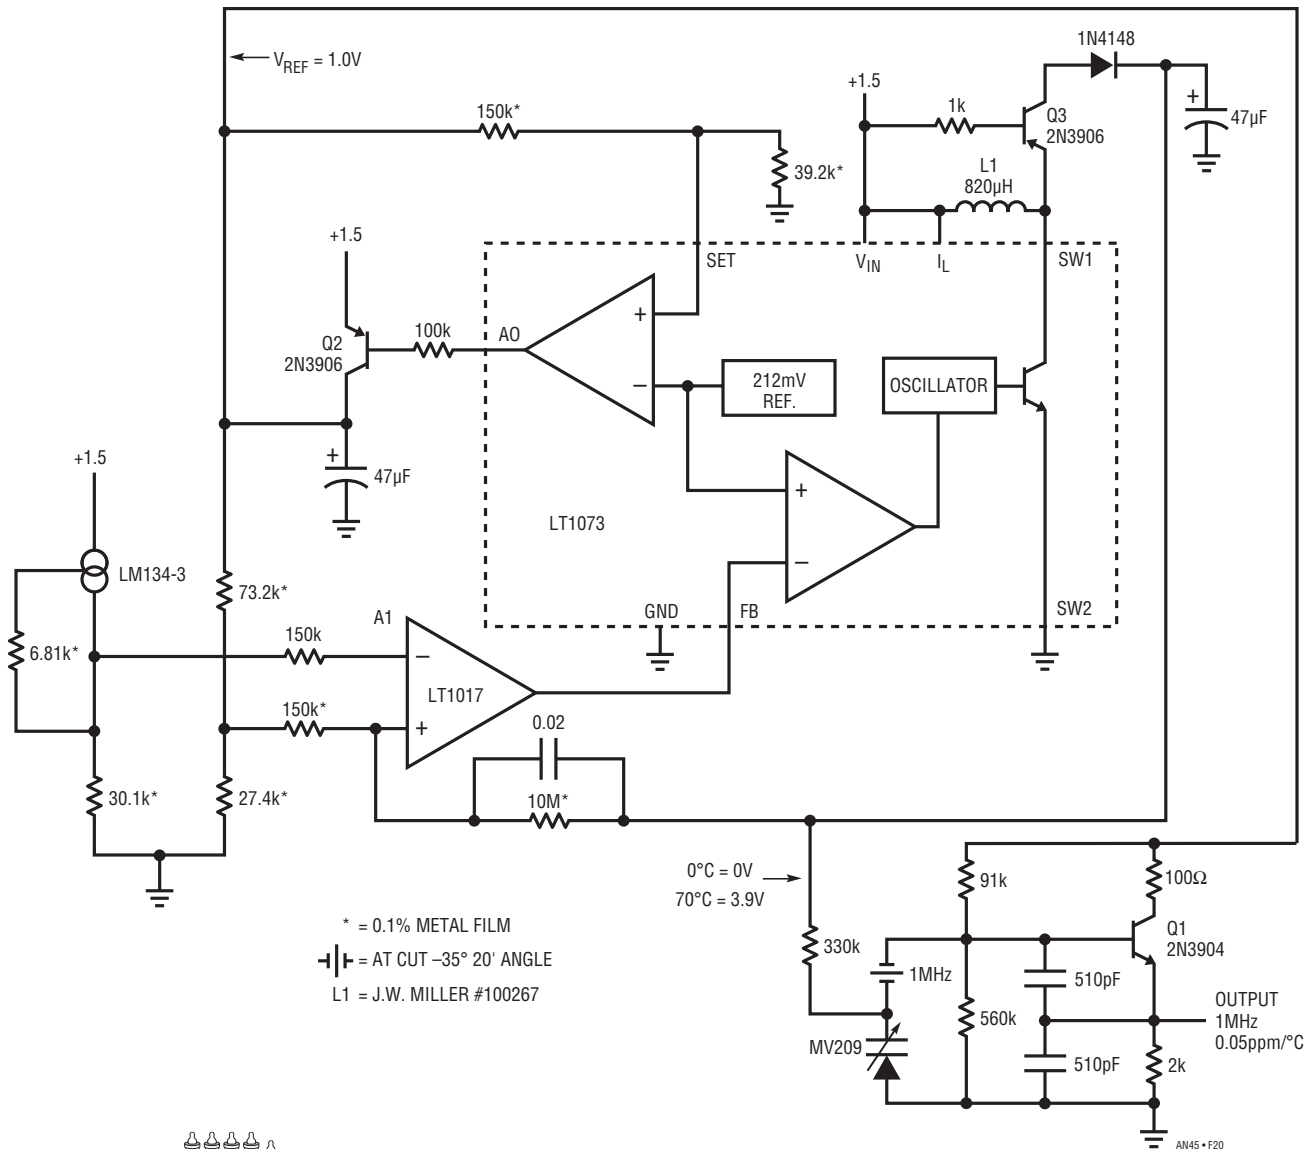 V_REF = 1.0V
1N4148
+1.5
1k
Q3
2N3906
47µF
150k*
39.2k*
L1
820µH
+1.5
SET
V_IN
I_L
SW1
Q2
2N3906
100k
AO
+
–
212mV
REF.
OSCILLATOR
+
47µF
+1.5
LT1073
+
–
LM134-3
73.2k*
GND
FB
SW2
A1
6.81k*
150k
–
LT1017
150k*
+
0.02
30.1k*
27.4k*
10M*
0°C = 0V
70°C = 3.9V
91k
100Ω
Q1
2N3904
330k
1MHz
510pF
OUTPUT
1MHz
0.05ppm/°C
560k
MV209
510pF
2k
* = 0.1% METAL FILM
= AT CUT –35° 20' ANGLE
L1 = J.W. MILLER #100267
AN45 • F20